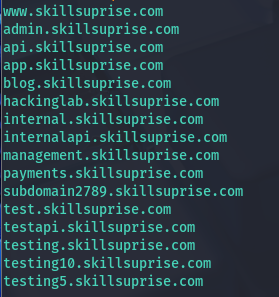 www.skillsuprise.com
admin.skillsuprise.com
api.skillsuprise.com
app.skillsuprise.com
blog.skillsuprise.com
hackinglab.skillsuprise.com
internal.skillsuprise.com
internalapi.skillsuprise.com
management.skillsuprise.com
payments.skillsuprise.com
subdomain2789.skillsuprise.com
test.skillsuprise.com
testapi.skillsuprise.com
testing.skillsuprise.com
testing10.skillsuprise.com
testing5.skillsuprise.com